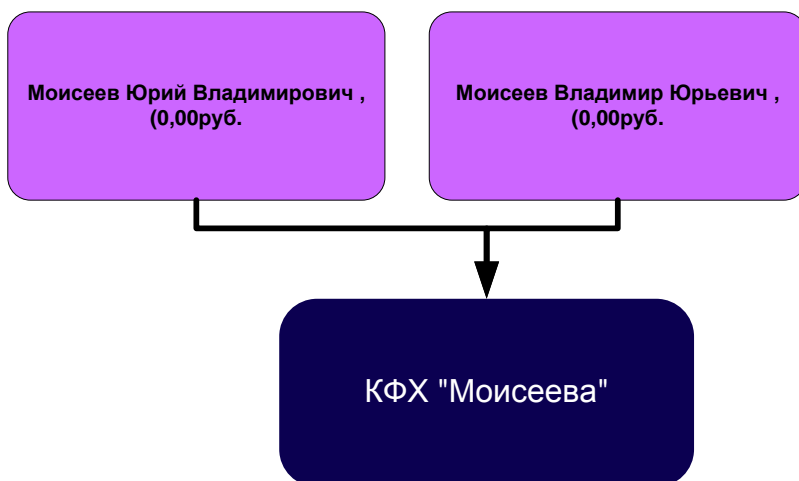 Моисеев Юрий Владимирович ,
(0,00руб.
Моисеев Владимир Юрьевич ,
(0,00руб.
КФХ "Моисеева"